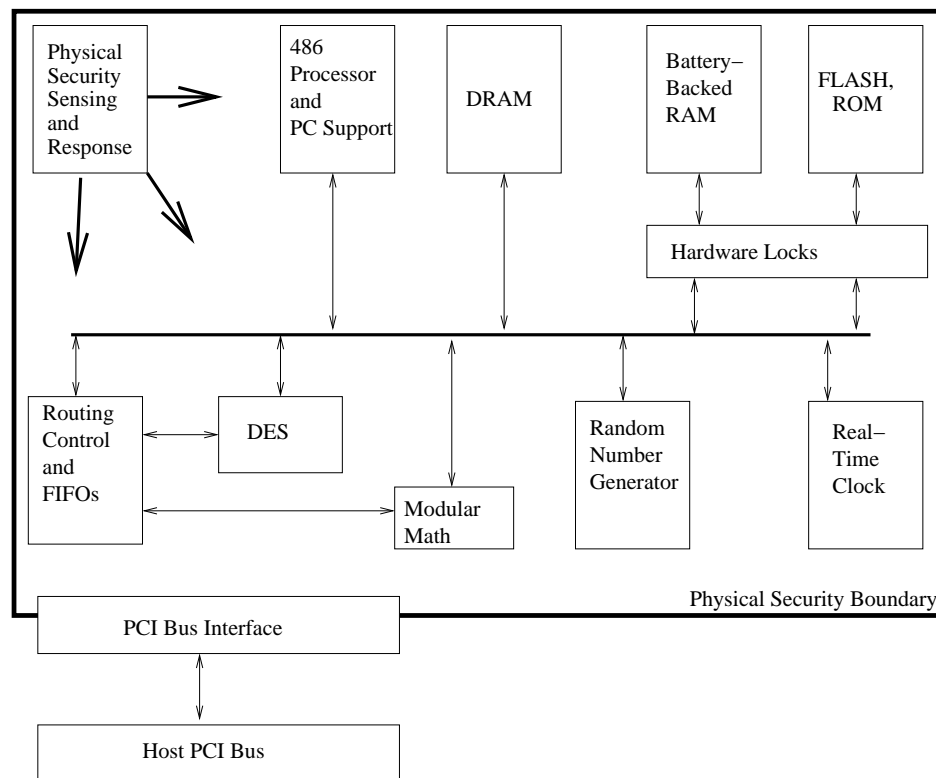 Physical
Security
Sensing
and
Response
486
Processor
and
PC Support
DRAM
Battery–
Backed
RAM
FLASH,
ROM
Hardware Locks
Routing
Control
and
FIFOs
DES
Modular
Math
Random
Number
Generator
Real–
Time
Clock
Physical Security Boundary
PCI Bus Interface
Host PCI Bus